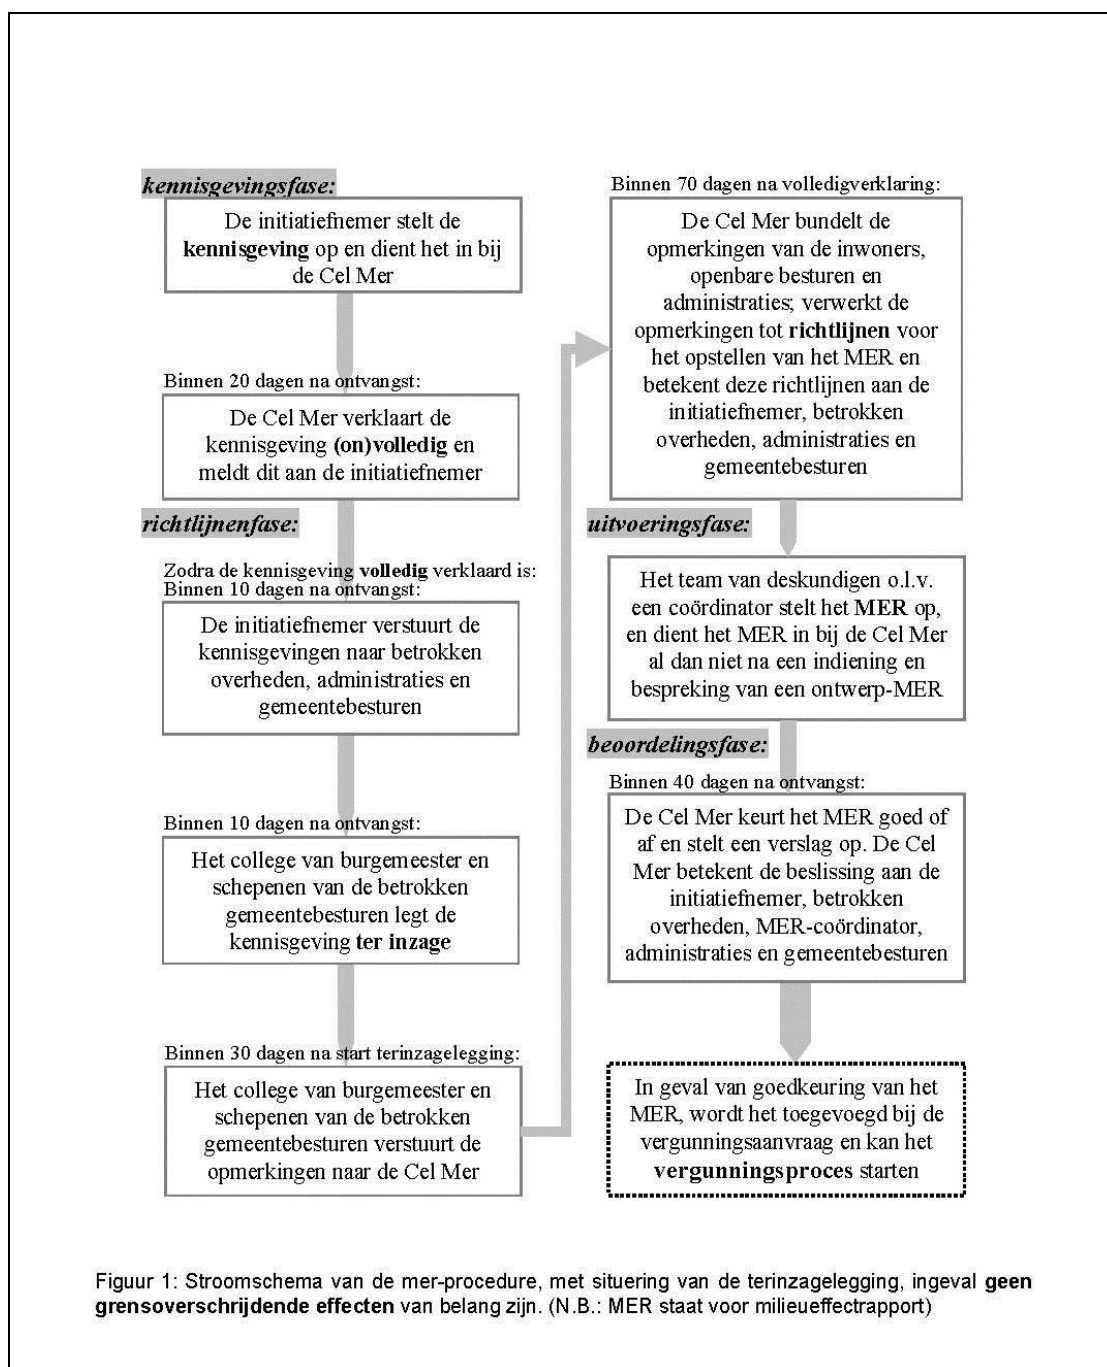 kennisgevingsfase:
De initiatiefnemer stelt de
kennisgeving op en dient het in bij
de Cel Mer
Binnen 20 dagen na ontvangst:
De Cel Mer verklaart de
kennisgeving (on)volledig en
meldt dit aan de initiatiefnemer
richtlijnenfase:
Zodra de kennisgeving volledig verklaard is:
Binnen 10 dagen na ontvangst:
De initiatiefnemer verstuurt de
kennisgevingen naar betrokken
overheden, administraties en
gemeentebesturen
Binnen 10 dagen na ontvangst:
Het college van burgemeester en
schepenen van de betrokken
gemeentebesturen legt de
kennisgeving ter inzage
Binnen 30 dagen na start terinzagelegging:
Het college van burgemeester en
schepenen van de betrokken
gemeentebesturen verstuurt de
opmerkingen naar de Cel Mer
Binnen 70 dagen na volledigverklaring:
De Cel Mer bundelt de
opmerkingen van de inwoners,
openbare besturen en
administraties; verwerkt de
opmerkingen tot richtlijnen voor
het opstellen van het MER en
betekent deze richtlijnen aan de
initiatiefnemer, betrokken
overheden, administraties en
gemeentebesturen
uitvoeringsfase:
Het team van deskundigen o.l.v.
een coördinator stelt het MER op,
en dient het MER in bij de Cel Mer
al dan niet na een indiening en
bespreking van een ontwerp-MER
beoordelingsfase:
Binnen 40 dagen na ontvangst:
De Cel Mer keurt het MER goed of
af en stelt een verslag op. De Cel
Mer betekent de beslissing aan de
initiatiefnemer, betrokken
overheden, MER-coördinator,
administraties en gemeentebesturen
In geval van goedkeuring van het
MER, wordt het toegevoegd bij de
vergunningsaanvraag en kan het
vergunningsproces starten
Figuur 1: Stroomschema van de mer-procedure, met situering van de terinzagelegging, ingeval geen
grensoverschrijdende effecten van belang zijn. (N.B.: MER staat voor milieueffectrapport)